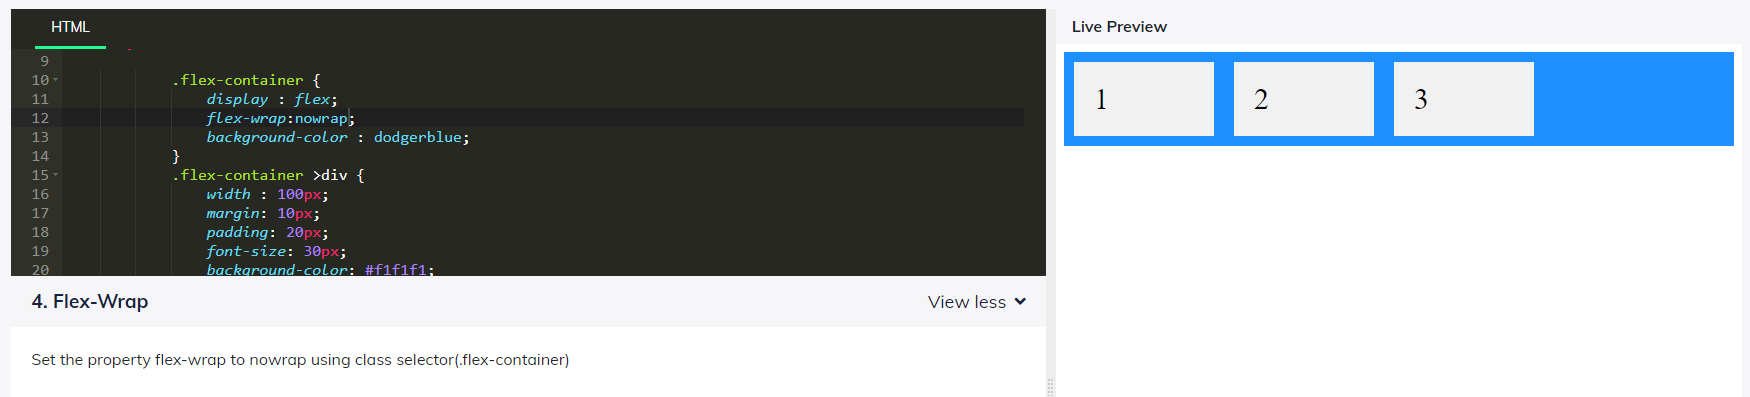 HTML
9
10 .flex-container {
11 display : flex;
12 flex-wrap:nowrap;
13 background-color : dodgerblue;
14 }
15 .flex-container >div {
16 width : 100px;
17 margin: 10px;
18 padding: 20px;
19 font-size: 30px;
20 background-color: #f1f1f1;
4. Flex-Wrap
View less
Set the property flex-wrap to nowrap using class selector(.flex-container)
Live Preview
1 2 3